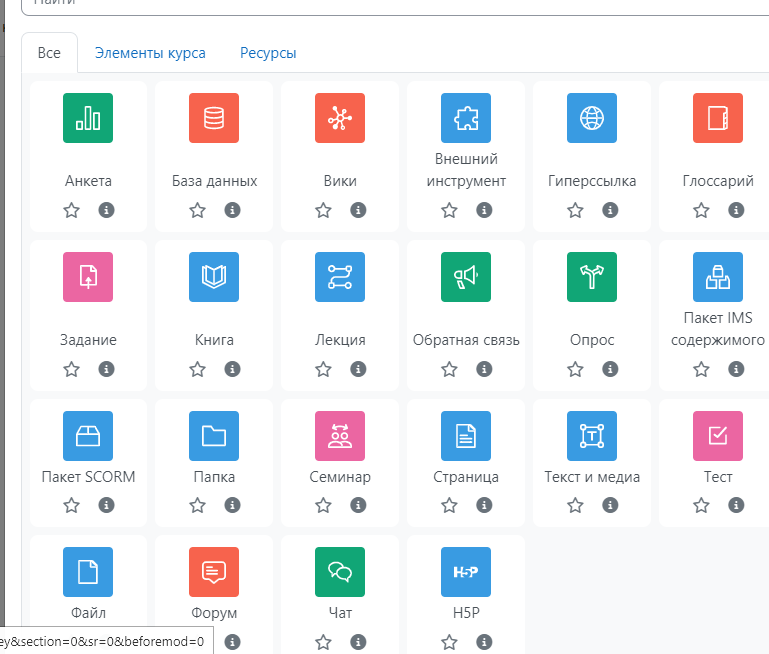 Найти
Все
Элементы курса
Ресурсы
Анкета
База данных
Вики
Внешний
инструмент
Гиперссылка
Глоссарий
Задание
Книга
Лекция
Обратная связь
Опрос
Пакет IMS
содержимого
Пакет SCORM
Папка
Семинар
Страница
Текст и медиа
T
Тест
Файл
Форум
Чат
H5P
H5P
ey&section=0&sr=0&beforemod=0